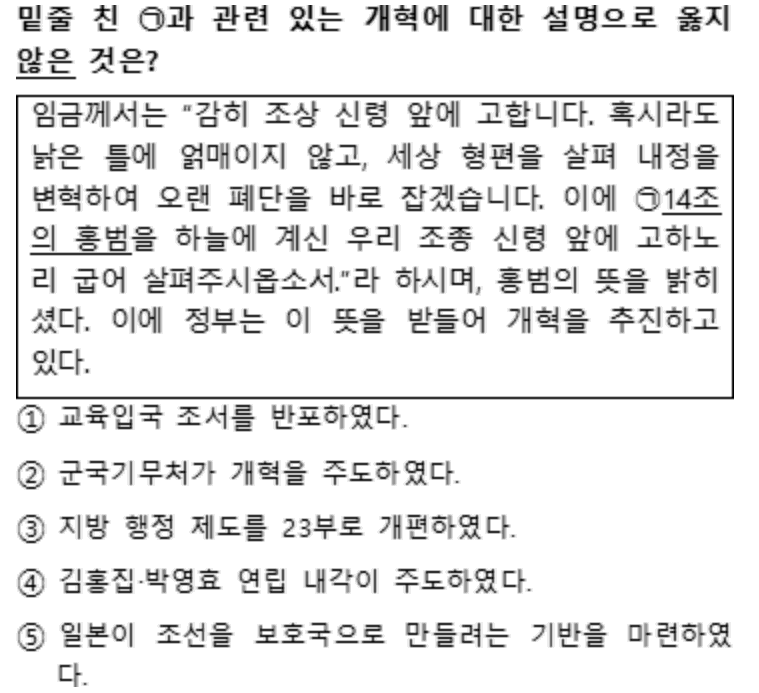 밑줄 친 ㉠과 관련 있는 개혁에 대한 설명으로 옳지
않은 것은?
임금께서는 "감히 조상 신령 앞에 고합니다. 혹시라도
낡은 틀에 얽매이지 않고, 세상 형편을 살펴 내정을
변혁하여 오랜 폐단을 바로 잡겠습니다. 이에 ㉠14조
의 홍범을 하늘에 계신 우리 조종 신령 앞에 고하노
리 굽어 살펴주시옵소서."라 하시며, 홍범의 뜻을 밝히
셨다. 이에 정부는 이 뜻을 받들어 개혁을 추진하고
있다.
① 교육입국 조서를 반포하였다.
② 군국기무처가 개혁을 주도하였다.
③ 지방 행정 제도를 23부로 개편하였다.
④ 김홍집·박영효 연립 내각이 주도하였다.
⑤ 일본이 조선을 보호국으로 만들려는 기반을 마련하였
다.